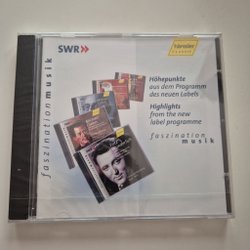 SWR»
hänssler
faszination musik
Höhepunkte
aus dem Programm
des neuen Labels
Highlights
from the new
label programme
faszination
musik